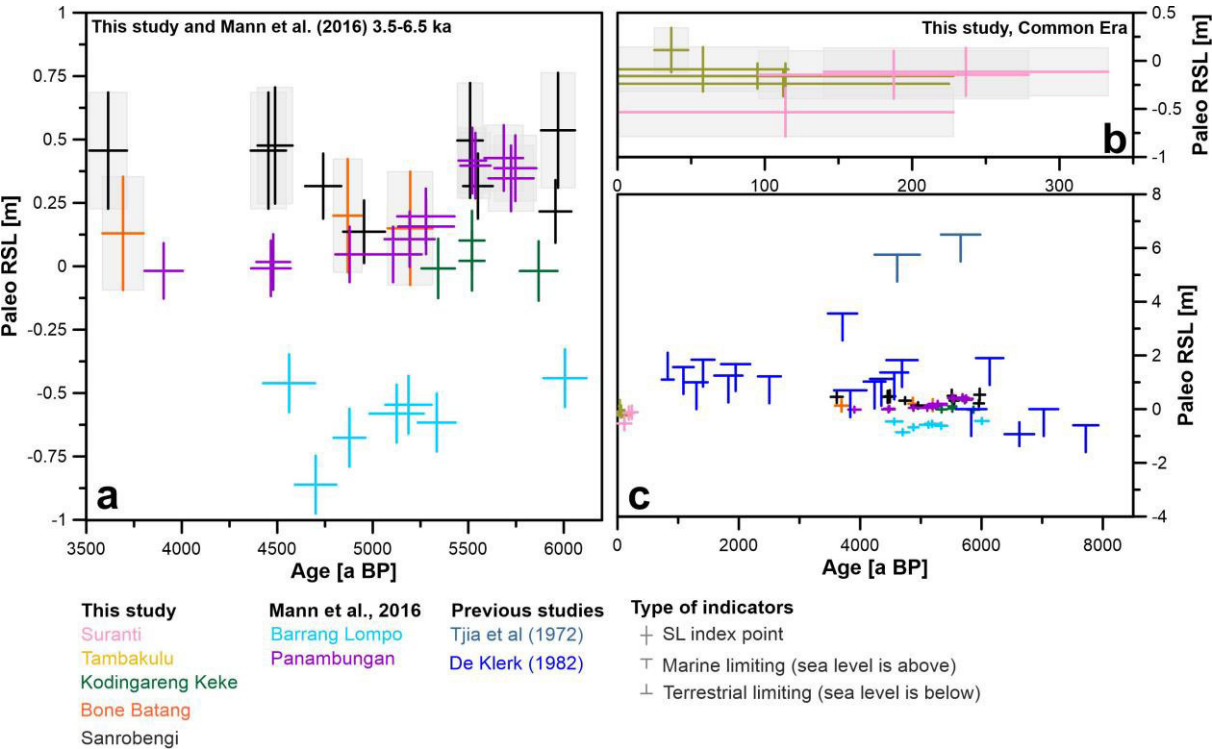 This study and Mann et al. (2016) 3.5-6.5 ka
Paleo RSL [m]
1
0.75
0.5
0.25
0
-0.25
-0.5
-0.75
-1
a
3500 4000 4500 5000 5500 6000
Age [a BP]
This study, Common Era
0.5
0
-0.5
-1
Paleo RSL [m]
b
0 100 200 300
8
6
4
2
0
-2
-4
Paleo RSL [m]
c
0 2000 4000 6000 8000
Age [a BP]
This study
Suranti
Tambakulu
Kodingareng Keke
Bone Batang
Sanrobengi
Mann et al., 2016
Barrang Lompo
Panambungan
Previous studies
Tjia et al (1972)
De Klerk (1982)
Type of indicators
SL index point
Marine limiting (sea level is above)
Terrestrial limiting (sea level is below)